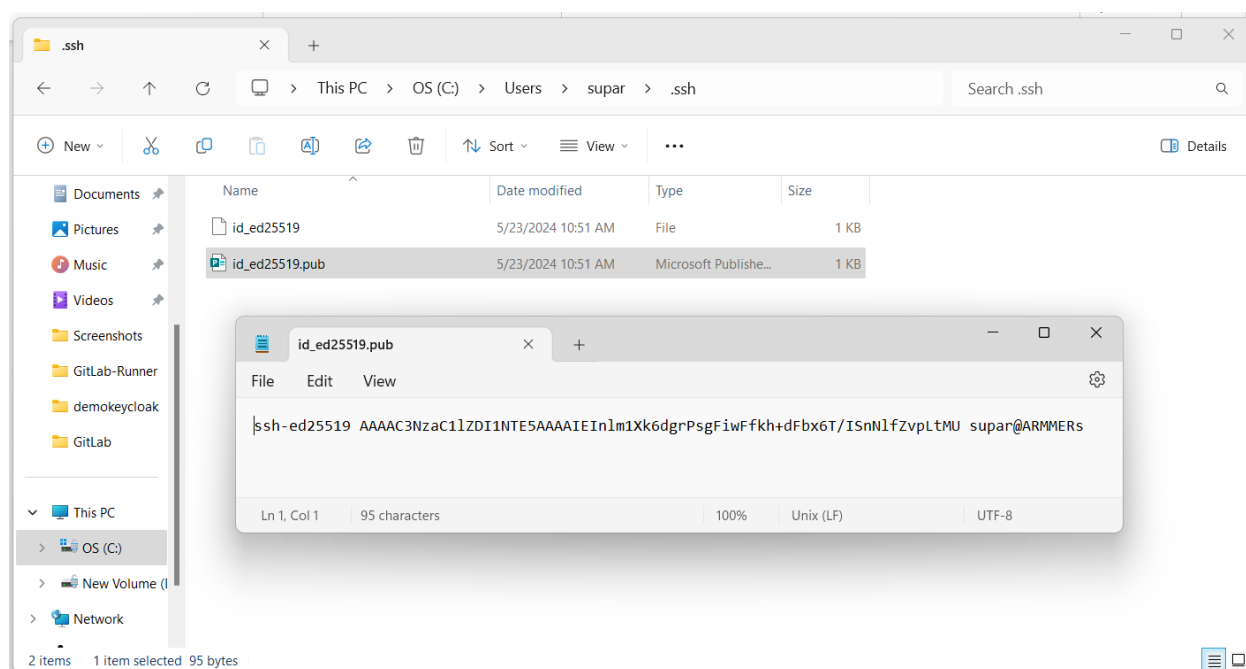 .ssh
This PC > OS (C:) > Users > supar > .ssh
Search .ssh
New
Sort
View
Details
Documents
Pictures
Music
Videos
Screenshots
GitLab-Runner
demokeycloak
GitLab
This PC
OS (C:)
New Volume (
Network
Name Date modified Type Size
id_ed25519 5/23/2024 10:51 AM File 1 KB
id_ed25519.pub 5/23/2024 10:51 AM Microsoft Publishe... 1 KB
id_ed25519.pub
File Edit View
ssh-ed25519 AAAAC3NzaC1lZDI1NTE5AAAAIEInlm1Xk6dgrPsgFiwFfkh+dFbx6T/ISnNlfZvpLtMU supar@ARMMERs
Ln 1, Col 1 95 characters 100% Unix (LF) UTF-8
2 items 1 item selected 95 bytes